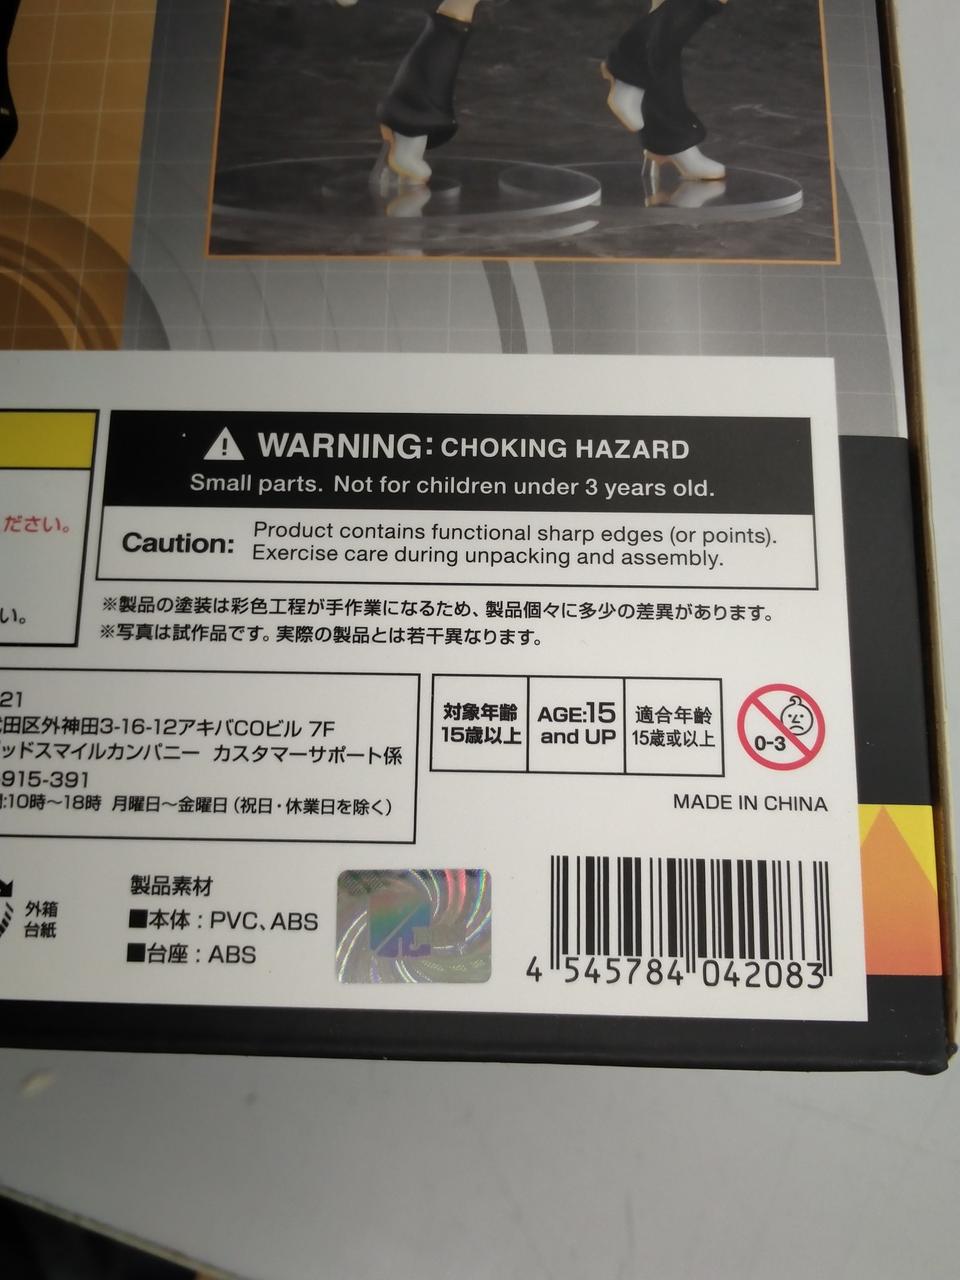 ださい。
い。
WARNING: CHOKING HAZARD
Small parts. Not for children under 3 years old.
Caution: Product contains functional sharp edges (or points).
Exercise care during unpacking and assembly.
※製品の塗装は彩色工程が手作業になるため、製品個々に多少の差異があります。
※写真は試作品です。実際の製品とは若干異なります。
21
田区外神田3-16-12アキバCOビル 7F
ッドスマイルカンパニー カスタマーサポート係
-915-391
:10時〜18時 月曜日〜金曜日(祝日・休業日を除く)
対象年齢
15歳以上
AGE:15
and UP
適合年齡
15歲或以上
0-3
MADE IN CHINA
外箱
台紙
製品素材
■本体:PVC、ABS
■台座:ABS
4 545784 042083